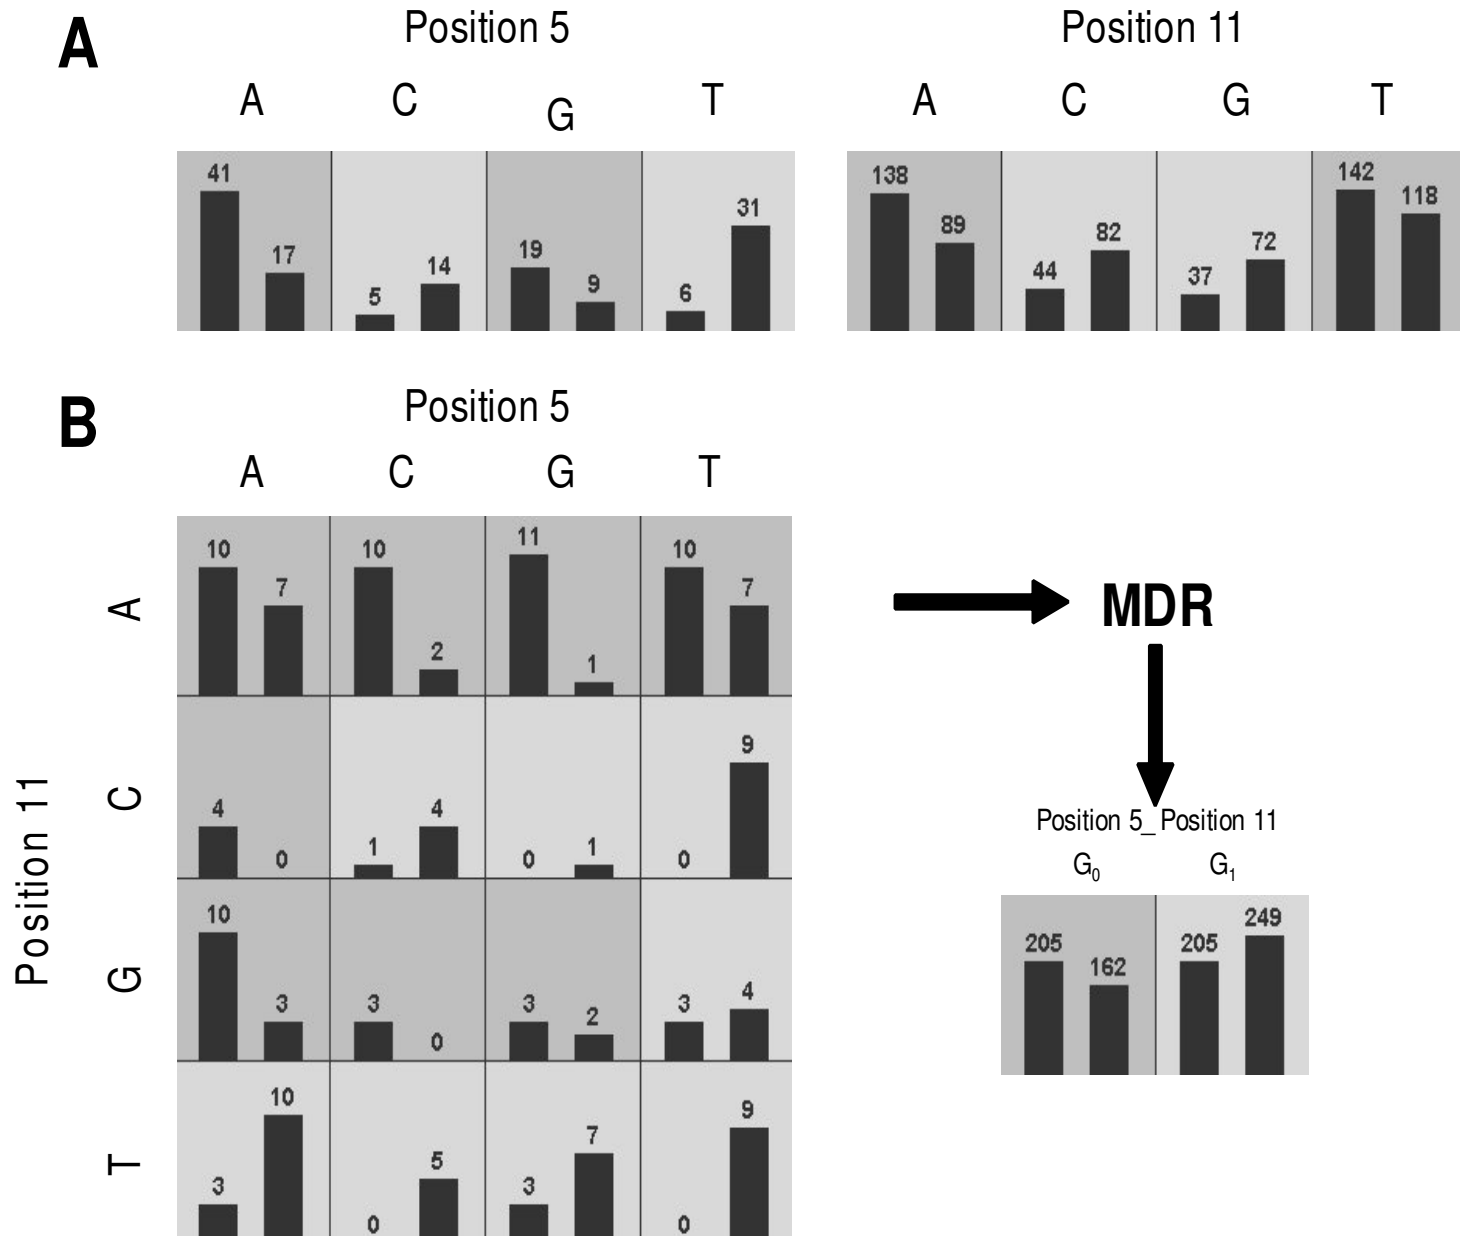 A
Position 5
Position 11
A C G T
A C G T
41 17 5 14 19 9 6 31
138 89 44 82 37 72 142 118
B
Position 5
A C G T
Position 11
A
10 7 10 2 11 1 10 7
C
4 0 1 4 0 1 0 9
G
10 3 3 0 3 2 3 4
T
3 10 0 5 3 7 0 9
MDR
Position 5_Position 11
G0 G1
205 162 205 249